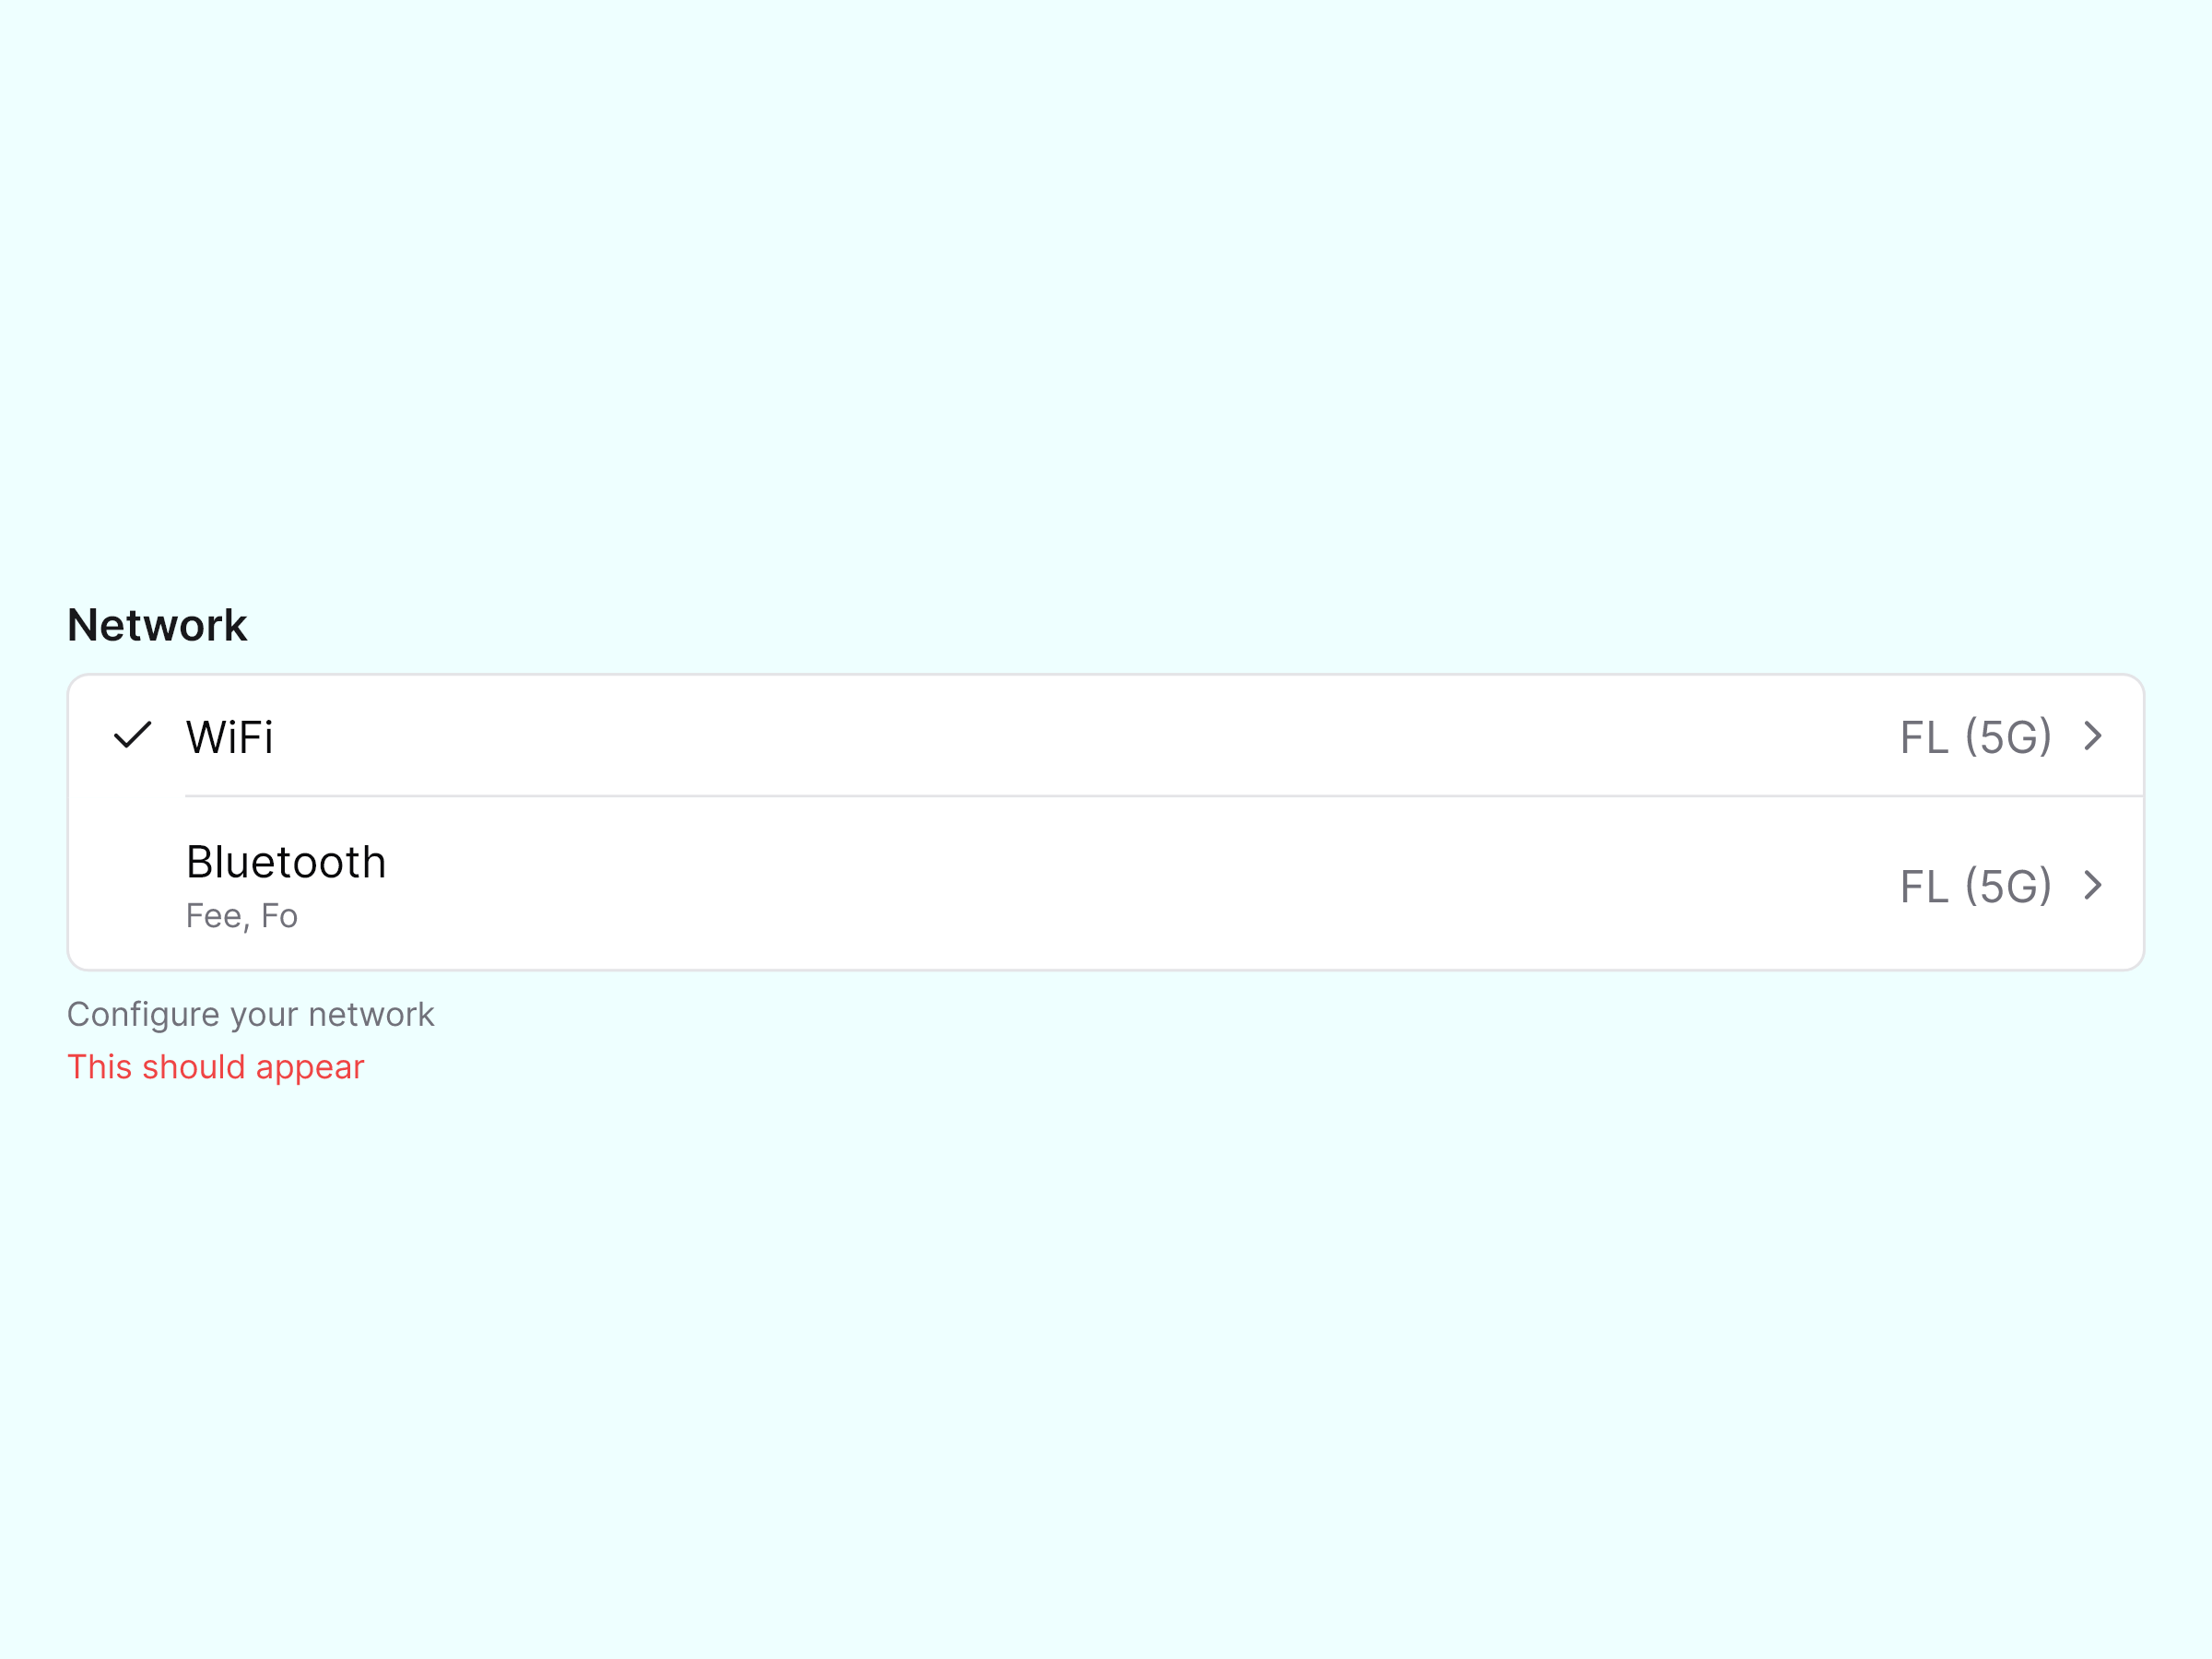 Network
WiFi FL (5G)
Bluetooth FL (5G)
Fee, Fo
Configure your network
This should appear